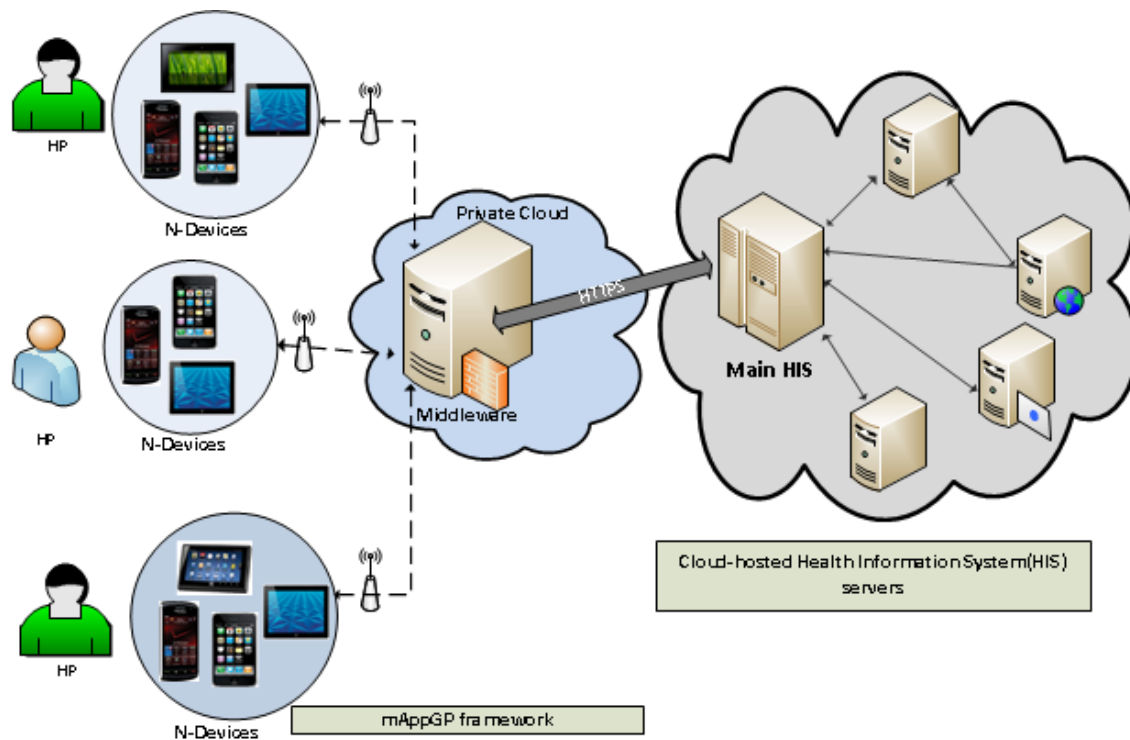 HP
N-Devices
HP
N-Devices
HP
N-Devices
Private Cloud
Middleware
HTTPS
Main HIS
Cloud-hosted Health Information System(HIS)
servers
mAppGP framework